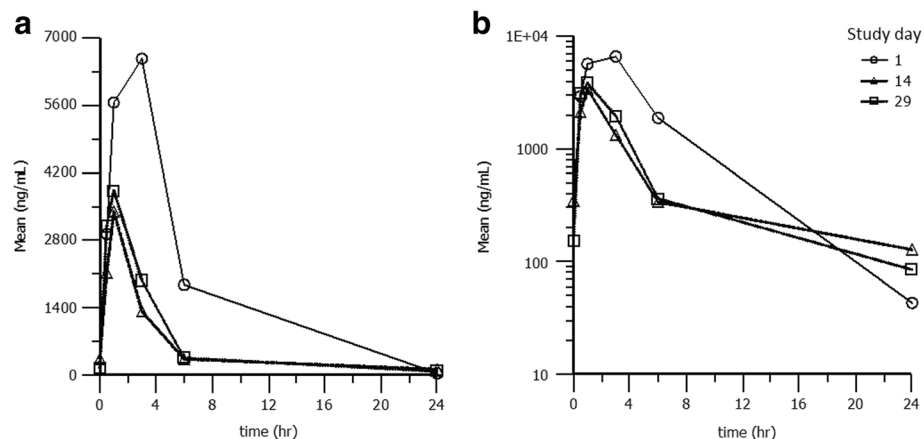 a
Mean (ng/mL)
7000
5600
4200
2800
1400
0
0 4 8 12 16 20 24
time (hr)
b
Mean (ng/mL)
1E+04
1000
100
10
0 4 8 12 16 20 24
time (hr)
Study day
1
14
29